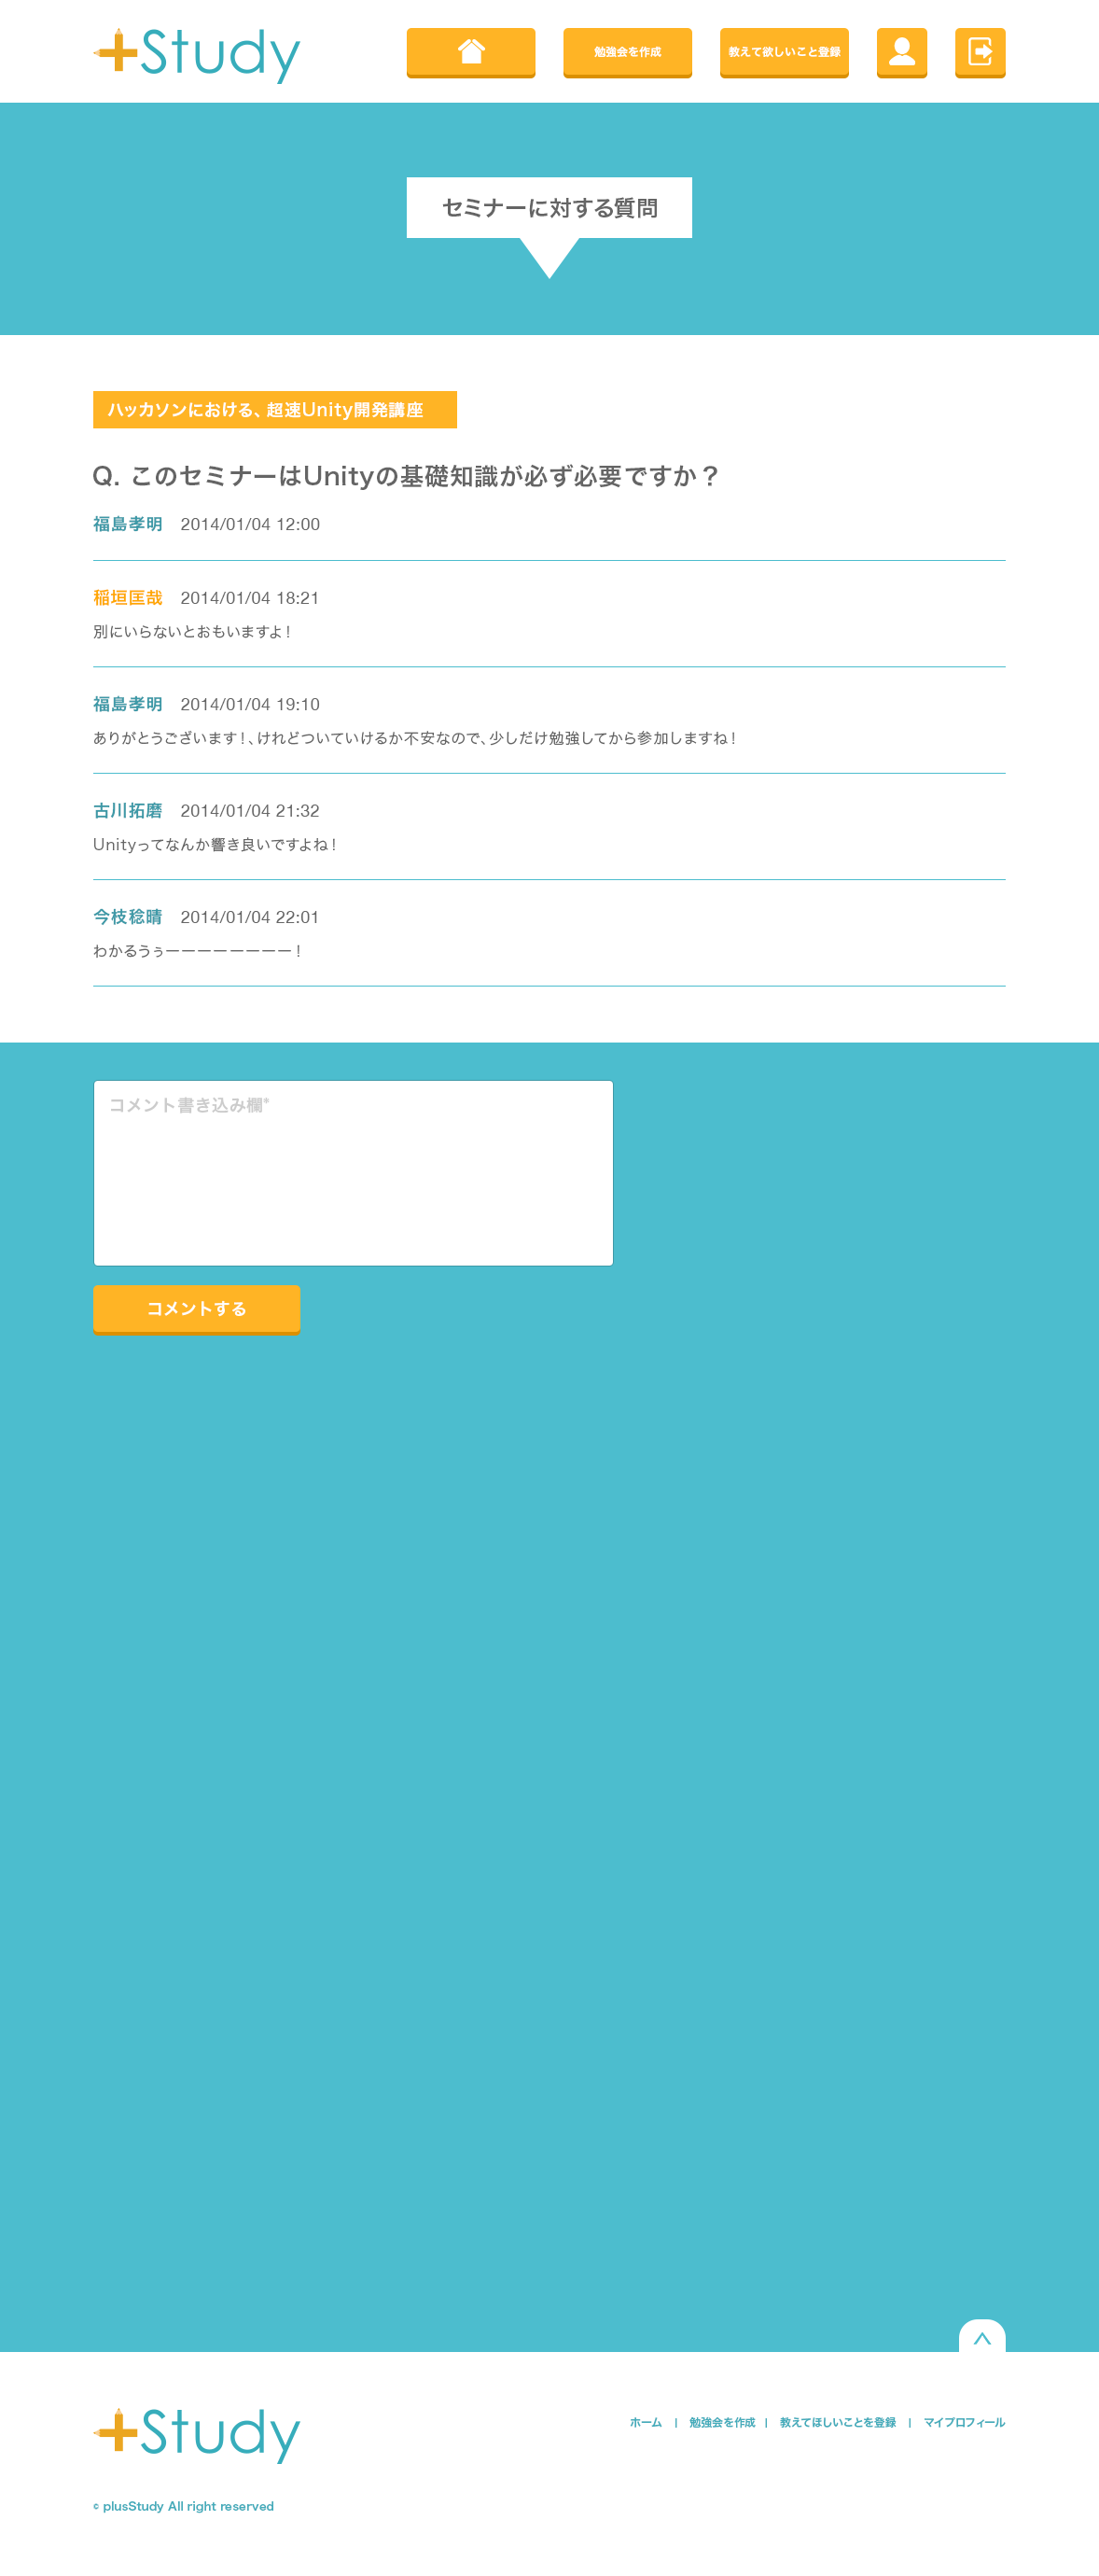 +Study
勉強会を作成
教えて欲しいこと登録
セミナーに対する質問
ハッカソンにおける、超速Unity開発講座
Q. このセミナーはUnityの基礎知識が必ず必要ですか？
福島孝明 2014/01/04 12:00
稲垣匡哉 2014/01/04 18:21
別にいらないとおもいますよ！
福島孝明 2014/01/04 19:10
ありがとうございます！、けれどついていけるか不安なので、少しだけ勉強してから参加しますね！
古川拓磨 2014/01/04 21:32
Unityってなんか響き良いですよね！
今枝稔晴 2014/01/04 22:01
わかるうぅーーーーーーーー！
コメント書き込み欄*
コメントする
+Study
ホーム | 勉強会を作成 | 教えてほしいことを登録 | マイプロフィール
© plusStudy All right reserved